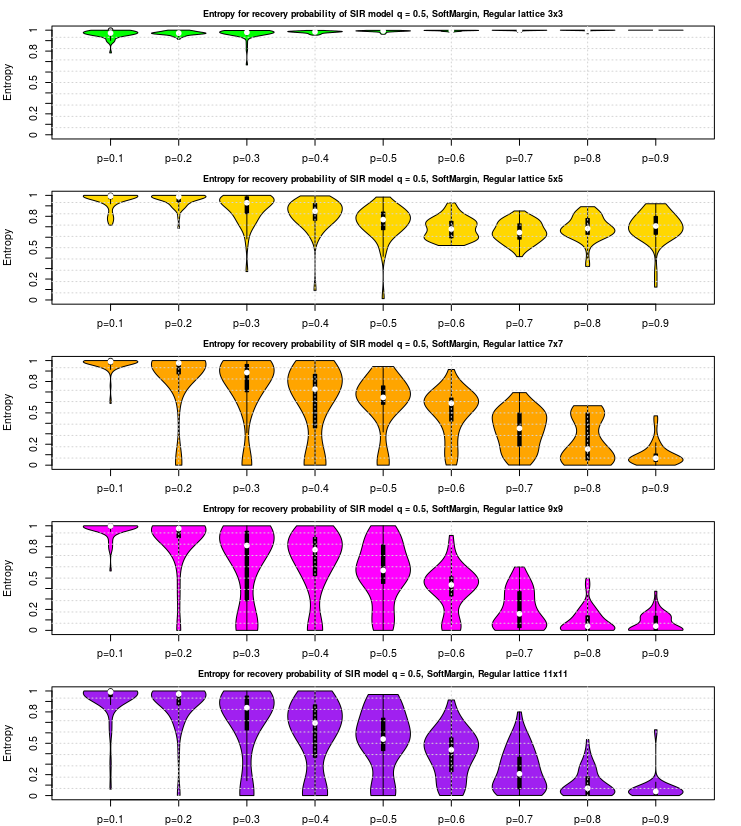 Entropy for recovery probability of SIR model q = 0.5, SoftMargin, Regular lattice 3x3
Entropy
1
0.8
0.5
0.2
0
p=0.1 p=0.2 p=0.3 p=0.4 p=0.5 p=0.6 p=0.7 p=0.8 p=0.9
Entropy for recovery probability of SIR model q = 0.5, SoftMargin, Regular lattice 5x5
Entropy
1
0.8
0.5
0.2
0
p=0.1 p=0.2 p=0.3 p=0.4 p=0.5 p=0.6 p=0.7 p=0.8 p=0.9
Entropy for recovery probability of SIR model q = 0.5, SoftMargin, Regular lattice 7x7
Entropy
1
0.8
0.5
0.2
0
p=0.1 p=0.2 p=0.3 p=0.4 p=0.5 p=0.6 p=0.7 p=0.8 p=0.9
Entropy for recovery probability of SIR model q = 0.5, SoftMargin, Regular lattice 9x9
Entropy
1
0.8
0.5
0.2
0
p=0.1 p=0.2 p=0.3 p=0.4 p=0.5 p=0.6 p=0.7 p=0.8 p=0.9
Entropy for recovery probability of SIR model q = 0.5, SoftMargin, Regular lattice 11x11
Entropy
1
0.8
0.5
0.2
0
p=0.1 p=0.2 p=0.3 p=0.4 p=0.5 p=0.6 p=0.7 p=0.8 p=0.9